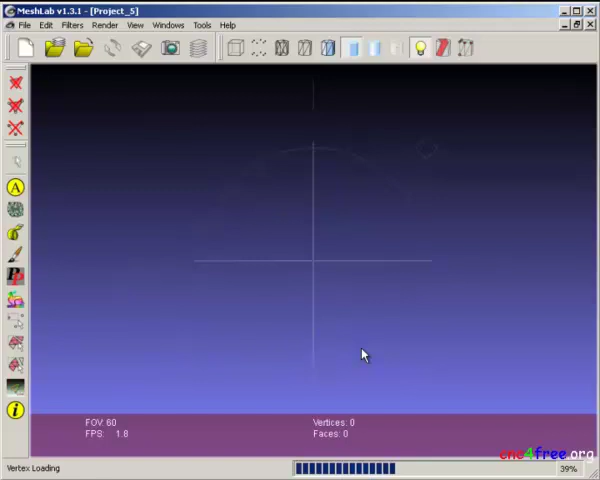 MeshLab v1.3.1 - [Project_5]
File Edit Filters Render View Windows Tools Help
A
PP
i
FOV: 60
FPS: 1.8
Vertices: 0
Faces: 0
cnc4free.org
Vertex Loading
39%